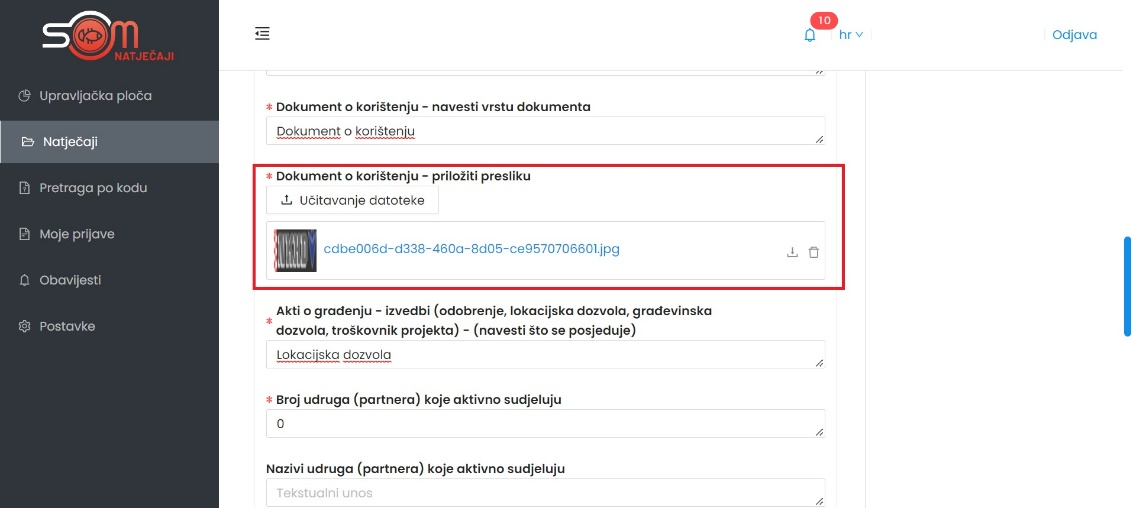 SOM
NATJEČAJI
10
hr
Odjava
Upravljačka ploča
Natječaji
Pretraga po kodu
Moje prijave
Obavijesti
Postavke
* Dokument o korištenju - navesti vrstu dokumenta
Dokument o korištenju
* Dokument o korištenju - priložiti presliku
Učitavanje datoteke
cdbe006d-d338-460a-8d05-ce9570706601.jpg
* Akti o građenju - izvedbi (odobrenje, lokacijska dozvola, građevinska
dozvola, troškovnik projekta) - (navesti što se posjeduje)
Lokacijska dozvola
* Broj udruga (partnera) koje aktivno sudjeluju
0
Nazivi udruga (partnera) koje aktivno sudjeluju
Tekstualni unos